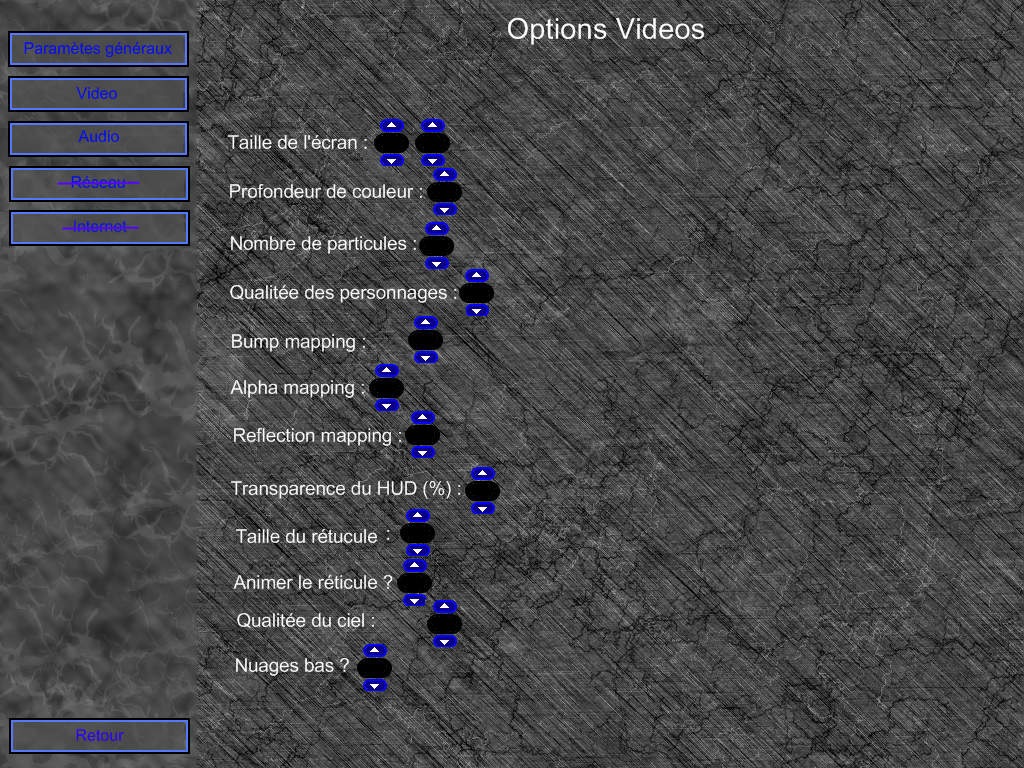 Options Videos
Paramètes généraux
Video
Audio
Réseau
Internet
Taille de l'écran :
Profondeur de couleur :
Nombre de particules :
Qualitée des personnages :
Bump mapping :
Alpha mapping :
Reflection mapping :
Transparence du HUD (%) :
Taille du rétucule :
Animer le réticule ?
Qualitée du ciel :
Nuages bas ?
Retour